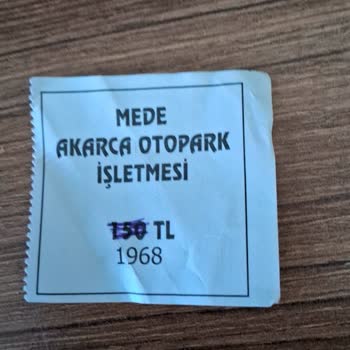 MEDE
AKARCA OTOPARK
İŞLETMESİ
150 TL
1968